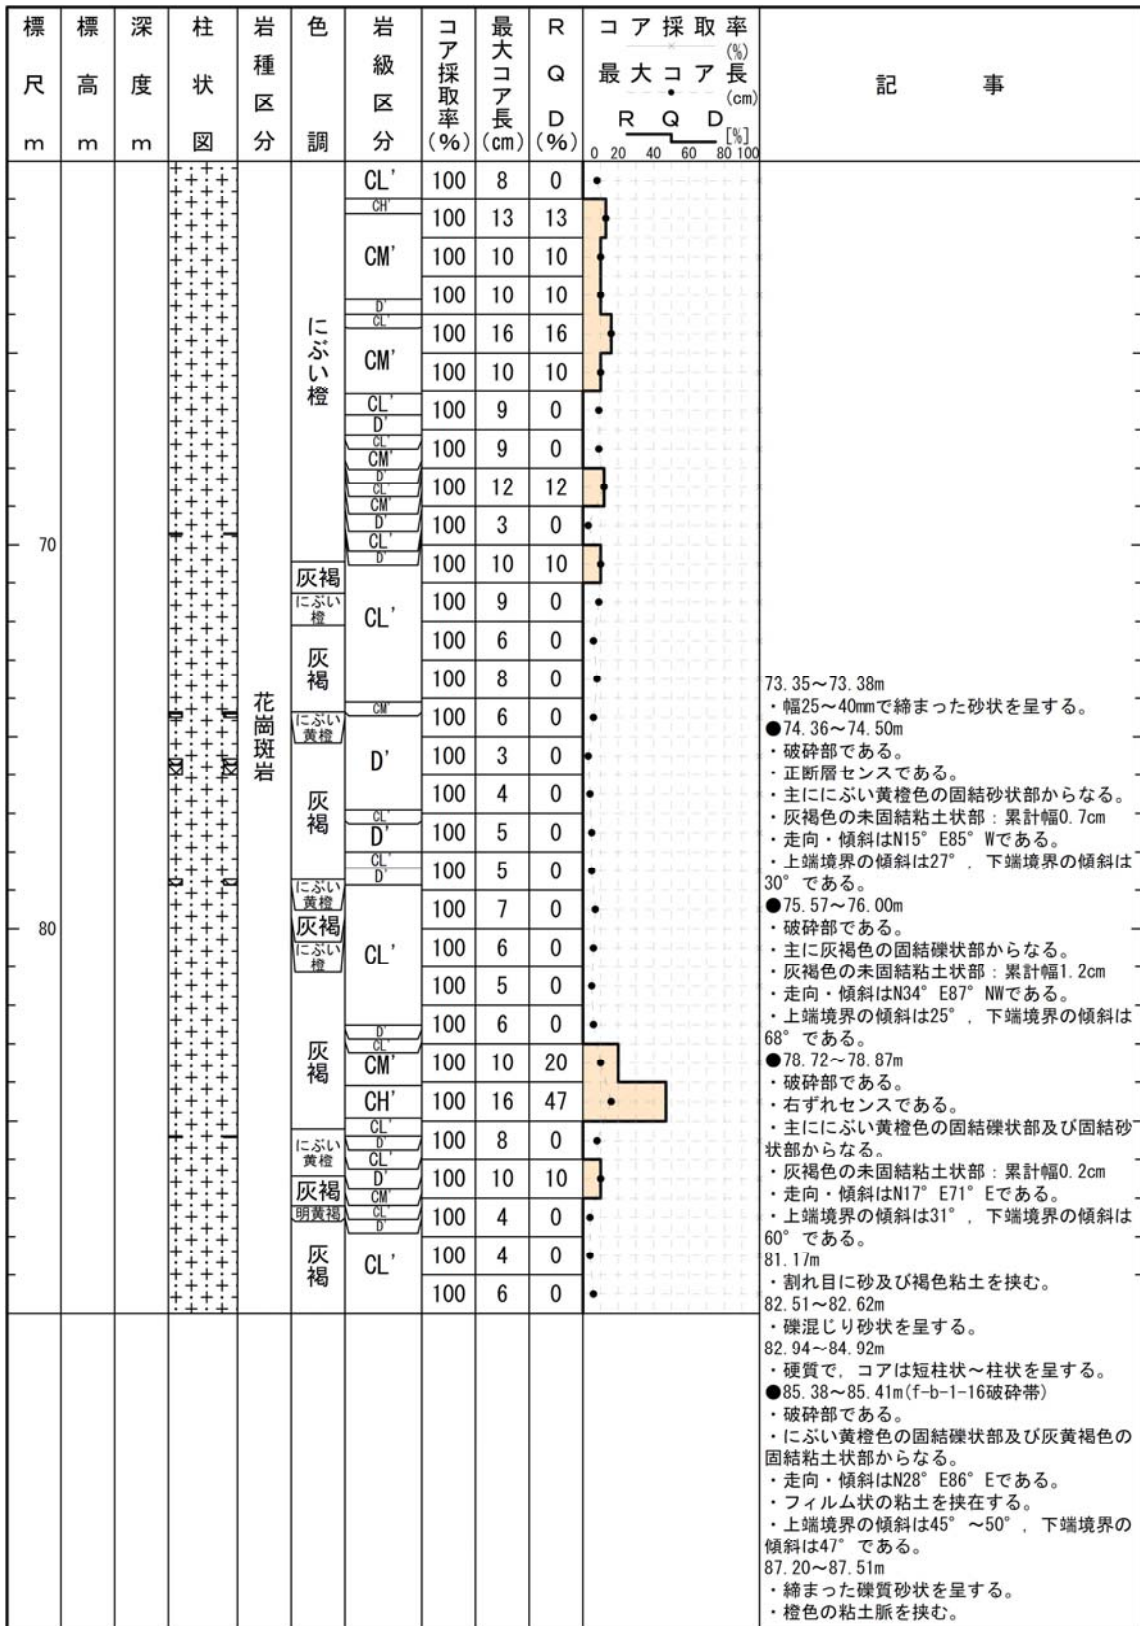 標尺m
標高m
深度m
柱状図
岩種区分
色調
岩級区分
コア採取率(%)
最大コア長(cm)
RQD(%)
コア採取率
(%)
最大コア長
(cm)
RQD
[%]
0 20 40 60 80 100
記事
70
80
花崗斑岩
にぶい橙
灰褐
にぶい
橙
灰褐
にぶい
黄橙
灰褐
にぶい
黄橙
灰褐
にぶい
橙
灰褐
にぶい
黄橙
灰褐
明黄褐
灰褐
CL'
CH'
CM'
D'
CL'
CM'
CL'
D'
CL'
CM'
D'
CL'
CM'
D'
CL'
D'
CL'
CM'
D'
CL'
D'
CL'
D'
CL'
D'
CL'
CM'
CH'
CL'
D'
CL'
D'
CM'
CL'
D'
CL'
100 8 0
100 13 13
100 10 10
100 10 10
100 16 16
100 10 10
100 9 0
100 9 0
100 12 12
100 3 0
100 10 10
100 9 0
100 6 0
100 8 0
100 6 0
100 3 0
100 4 0
100 5 0
100 5 0
100 7 0
100 6 0
100 5 0
100 6 0
100 10 20
100 16 47
100 8 0
100 10 10
100 4 0
100 4 0
100 6 0
73.35～73.38m
・幅25～40mmで締まった砂状を呈する。
●74.36～74.50m
・破砕部である。
・正断層センスである。
・主ににぶい黄橙色の固結砂状部からなる。
・灰褐色の未固結粘土状部：累計幅0.7cm
・走向・傾斜はN15°E85°Wである。
・上端境界の傾斜は27°，下端境界の傾斜は
30°である。
●75.57～76.00m
・破砕部である。
・主に灰褐色の固結礫状部からなる。
・灰褐色の未固結粘土状部：累計幅1.2cm
・走向・傾斜はN34°E87°NWである。
・上端境界の傾斜は25°，下端境界の傾斜は
68°である。
●78.72～78.87m
・破砕部である。
・右ずれセンスである。
・主ににぶい黄橙色の固結礫状部及び固結砂
状部からなる。
・灰褐色の未固結粘土状部：累計幅0.2cm
・走向・傾斜はN17°E71°Eである。
・上端境界の傾斜は31°，下端境界の傾斜は
60°である。
81.17m
・割れ目に砂及び褐色粘土を挟む。
82.51～82.62m
・礫混じり砂状を呈する。
82.94～84.92m
・硬質で，コアは短柱状～柱状を呈する。
●85.38～85.41m(f-b-1-16破砕帯)
・破砕部である。
・にぶい黄橙色の固結礫状部及び灰黄褐色の
固結粘土状部からなる。
・走向・傾斜はN28°E86°Eである。
・フィルム状の粘土を挟在する。
・上端境界の傾斜は45°～50°，下端境界の
傾斜は47°である。
87.20～87.51m
・締まった礫質砂状を呈する。
・橙色の粘土脈を挟む。